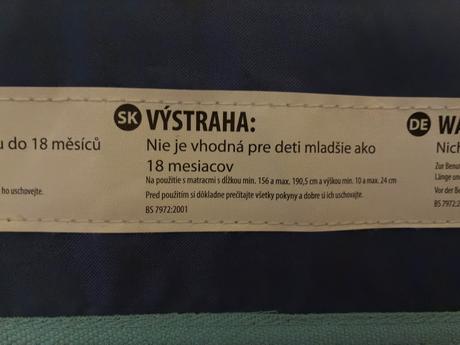 u do 18 měsíců
ho uschovejte.
SK VÝSTRAHA:
Nie je vhodná pre deti mladšie ako
18 mesiacov
Na použitie s matracmi s dĺžkou min. 156 a max. 190,5 cm a výškou min. 10 a max. 24 cm
Pred použitím si dôkladne prečítajte všetky pokyny a dobre si ich uschovajte.
BS 7972:2001
DE WA
Nich
Zur Benu
Länge un
Vor der Be
BS 7972:2